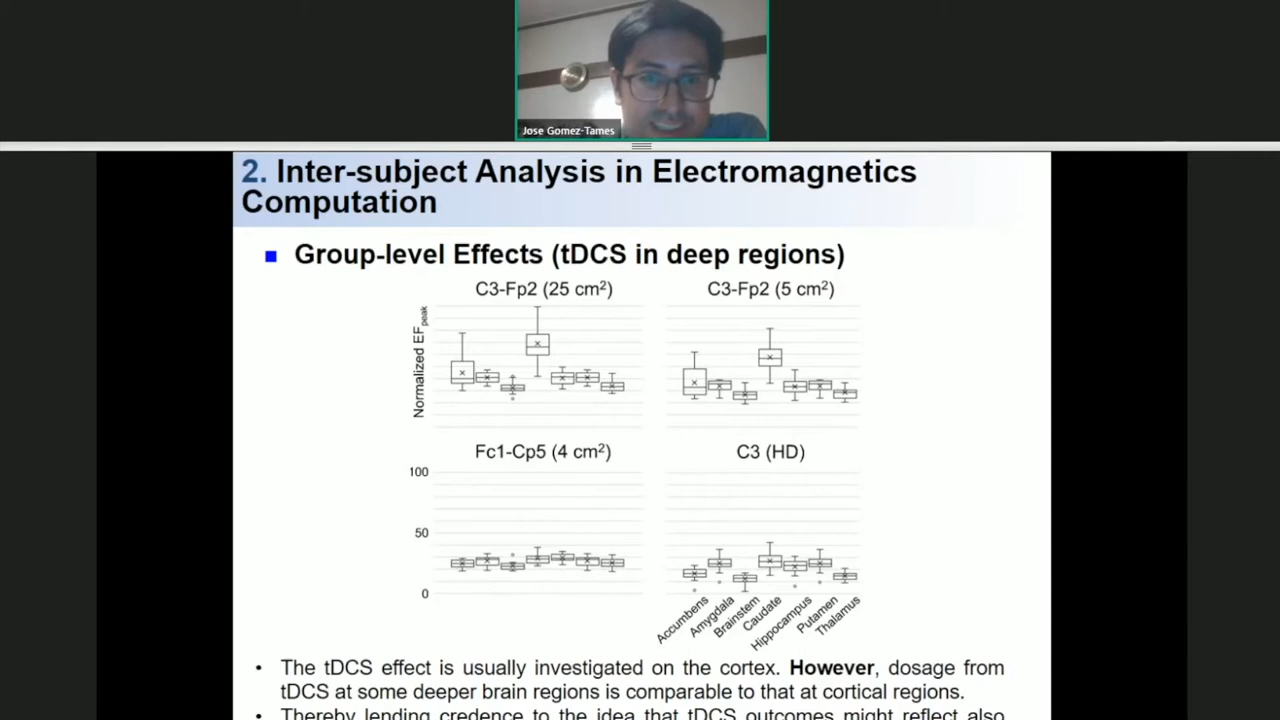 Jose Gomez-Tames
2. Inter-subject Analysis in Electromagnetics
Computation
Group-level Effects (tDCS in deep regions)
C3-Fp2 (25 cm²)
C3-Fp2 (5 cm²)
Normalized EFpeak
Fc1-Cp5 (4 cm²)
C3 (HD)
100
50
0
Accumbens
Amygdala
Brainstem
Caudate
Hippocampus
Putamen
Thalamus
• The tDCS effect is usually investigated on the cortex. However, dosage from
tDCS at some deeper brain regions is comparable to that at cortical regions.
• Thereby lending credence to the idea that tDCS outcomes might reflect also